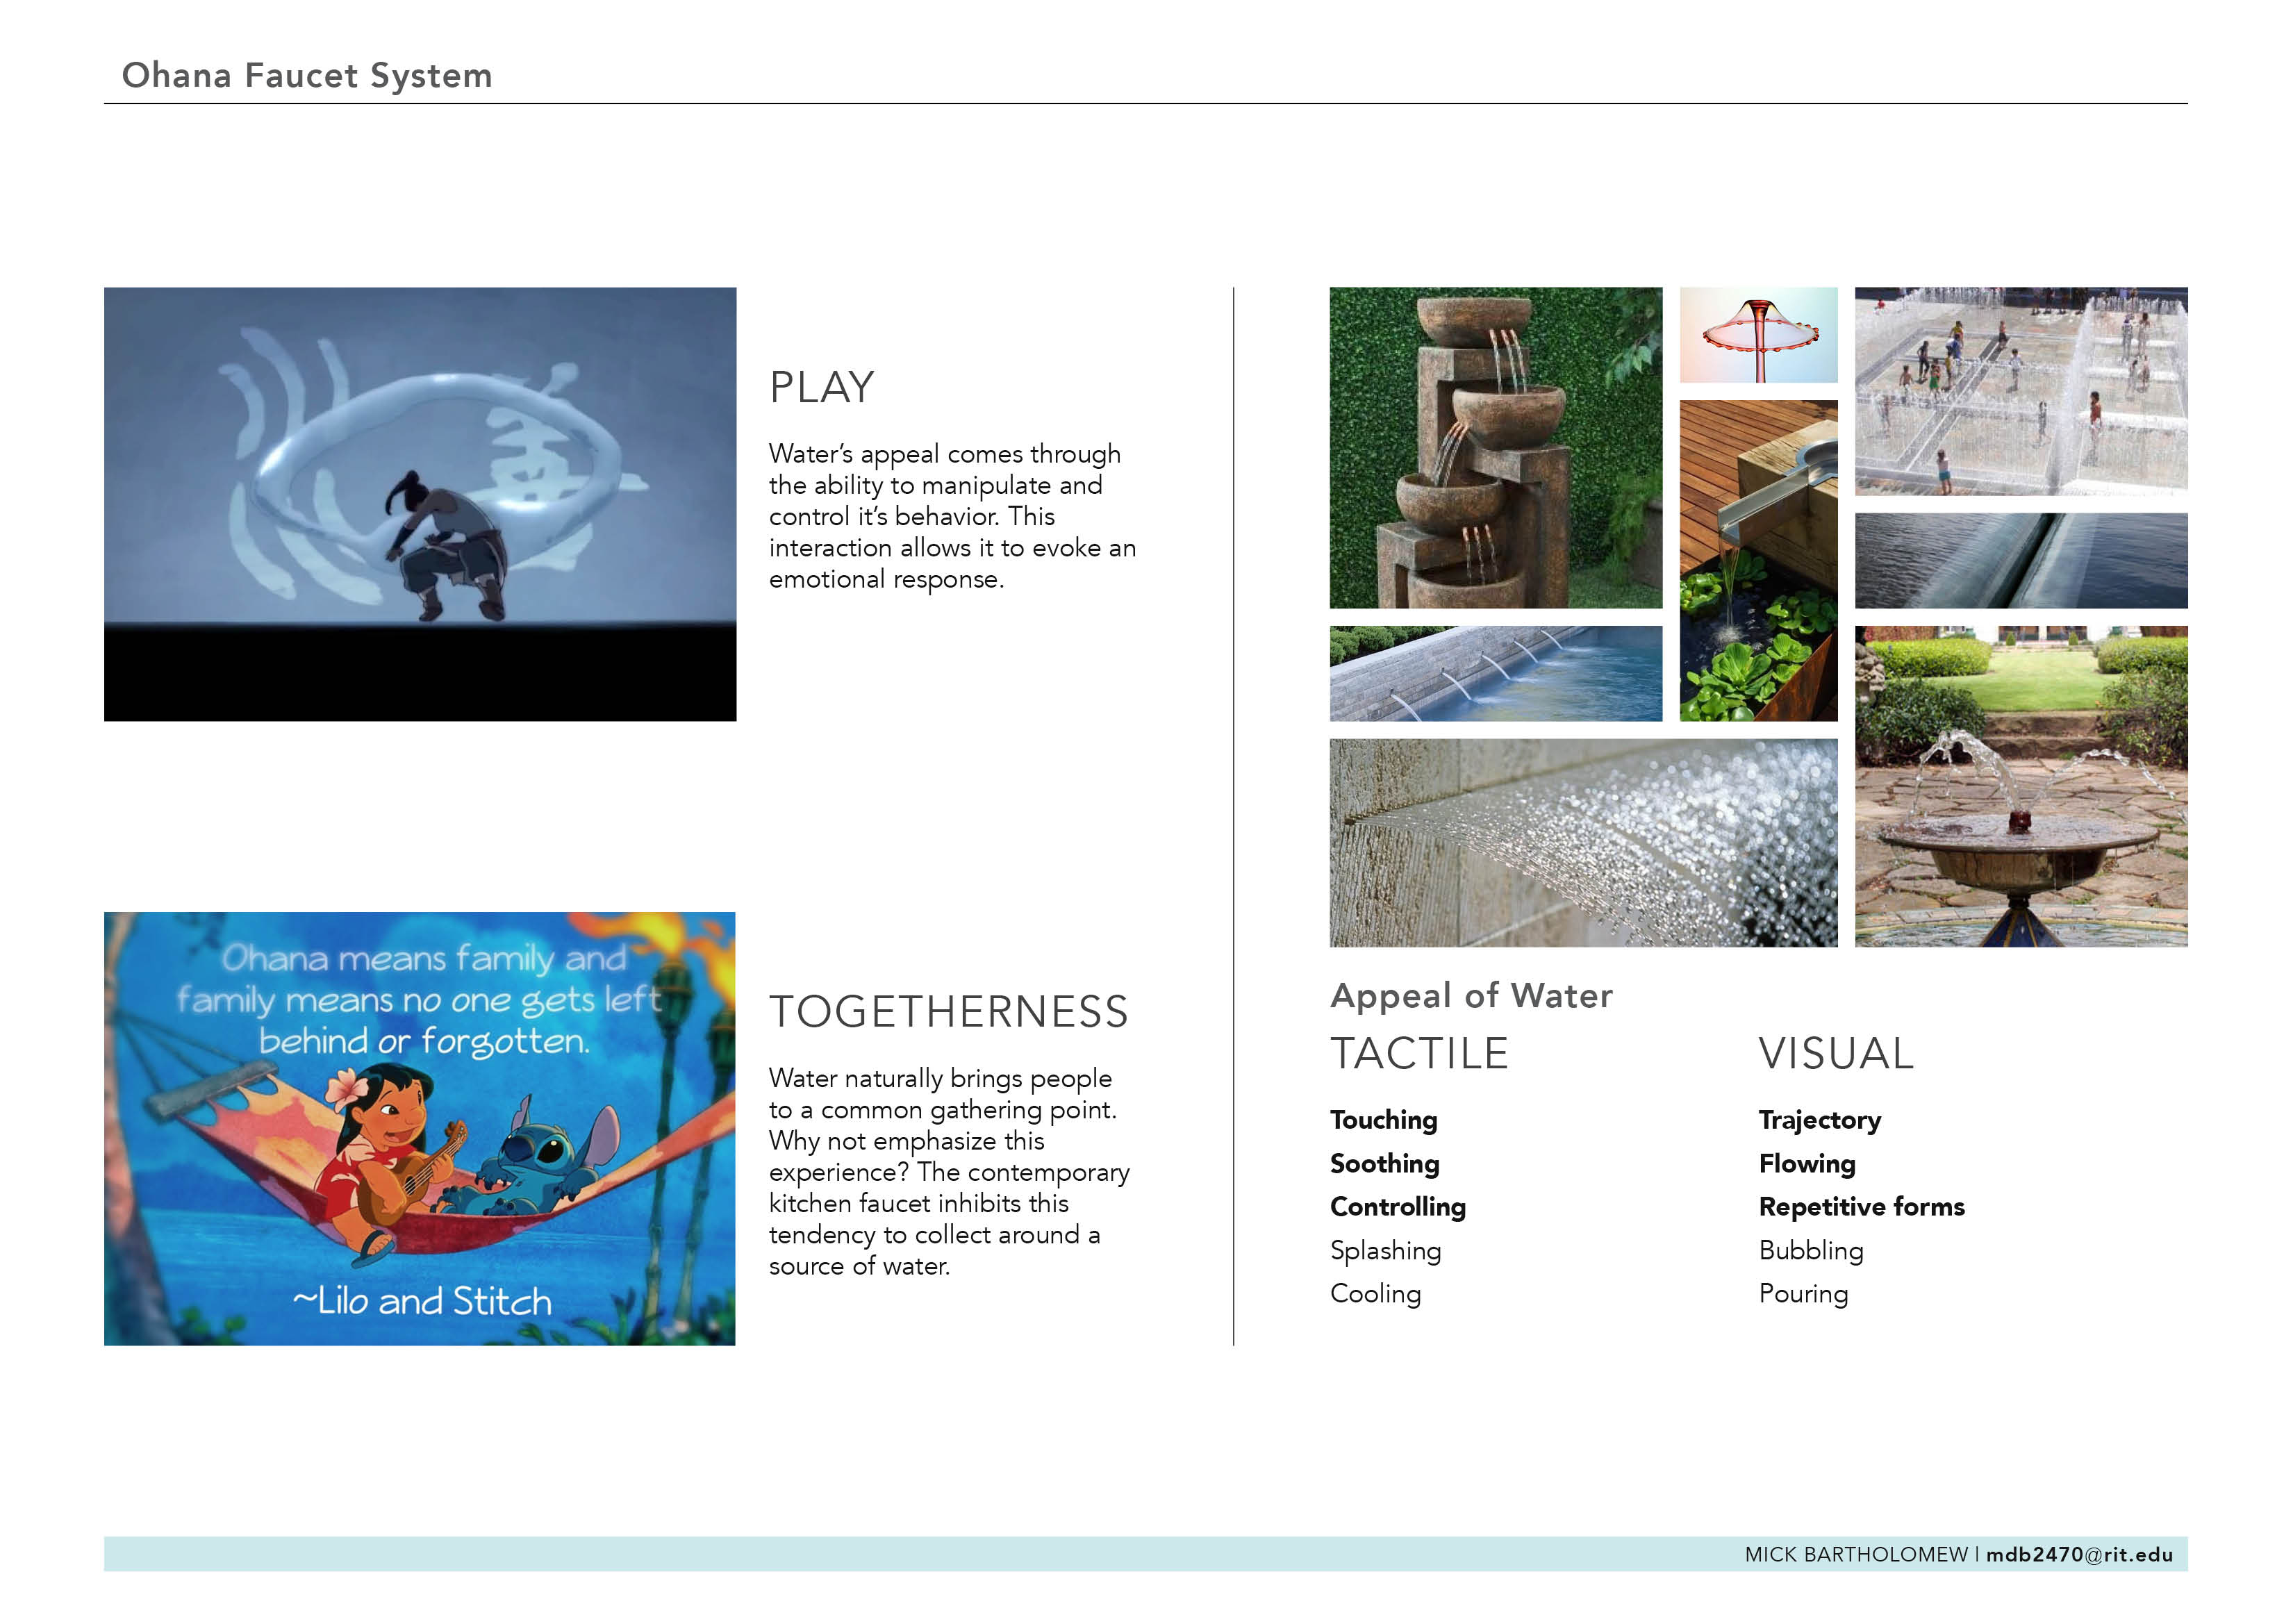 Ohana Faucet System
PLAY
Water’s appeal comes through
the ability to manipulate and
control it’s behavior. This
interaction allows it to evoke an
emotional response.
Ohana means family and
family means no one gets left
behind or forgotten.
~Lilo and Stitch
TOGETHERNESS
Water naturally brings people
to a common gathering point.
Why not emphasize this
experience? The contemporary
kitchen faucet inhibits this
tendency to collect around a
source of water.
Appeal of Water
TACTILE
Touching
Soothing
Controlling
Splashing
Cooling
VISUAL
Trajectory
Flowing
Repetitive forms
Bubbling
Pouring
MICK BARTHOLOMEW | mdb2470@rit.edu